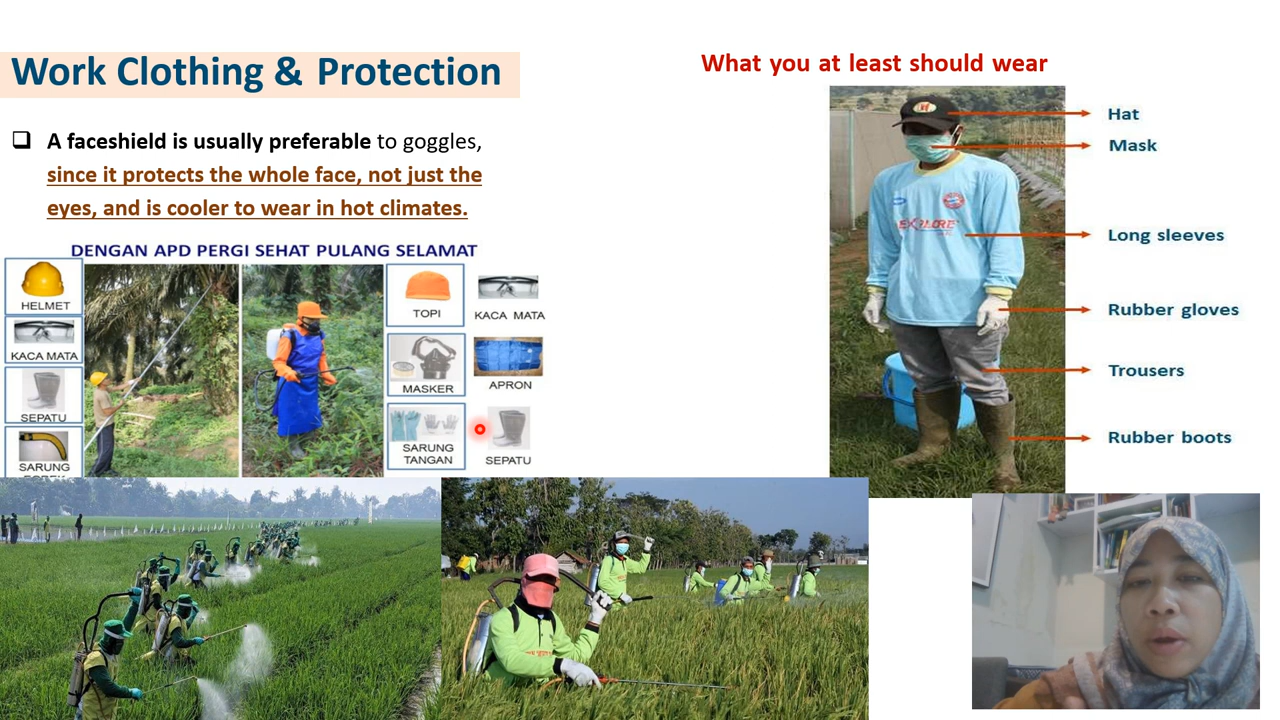 Work Clothing & Protection
A faceshield is usually preferable to goggles,
since it protects the whole face, not just the
eyes, and is cooler to wear in hot climates.
DENGAN APD PERGI SEHAT PULANG SELAMAT
HELMET
KACA MATA
SEPATU
SARUNG
TOPI
KACA MATA
MASKER
APRON
SARUNG
TANGAN
SEPATU
What you at least should wear
Hat
Mask
Long sleeves
Rubber gloves
Trousers
Rubber boots